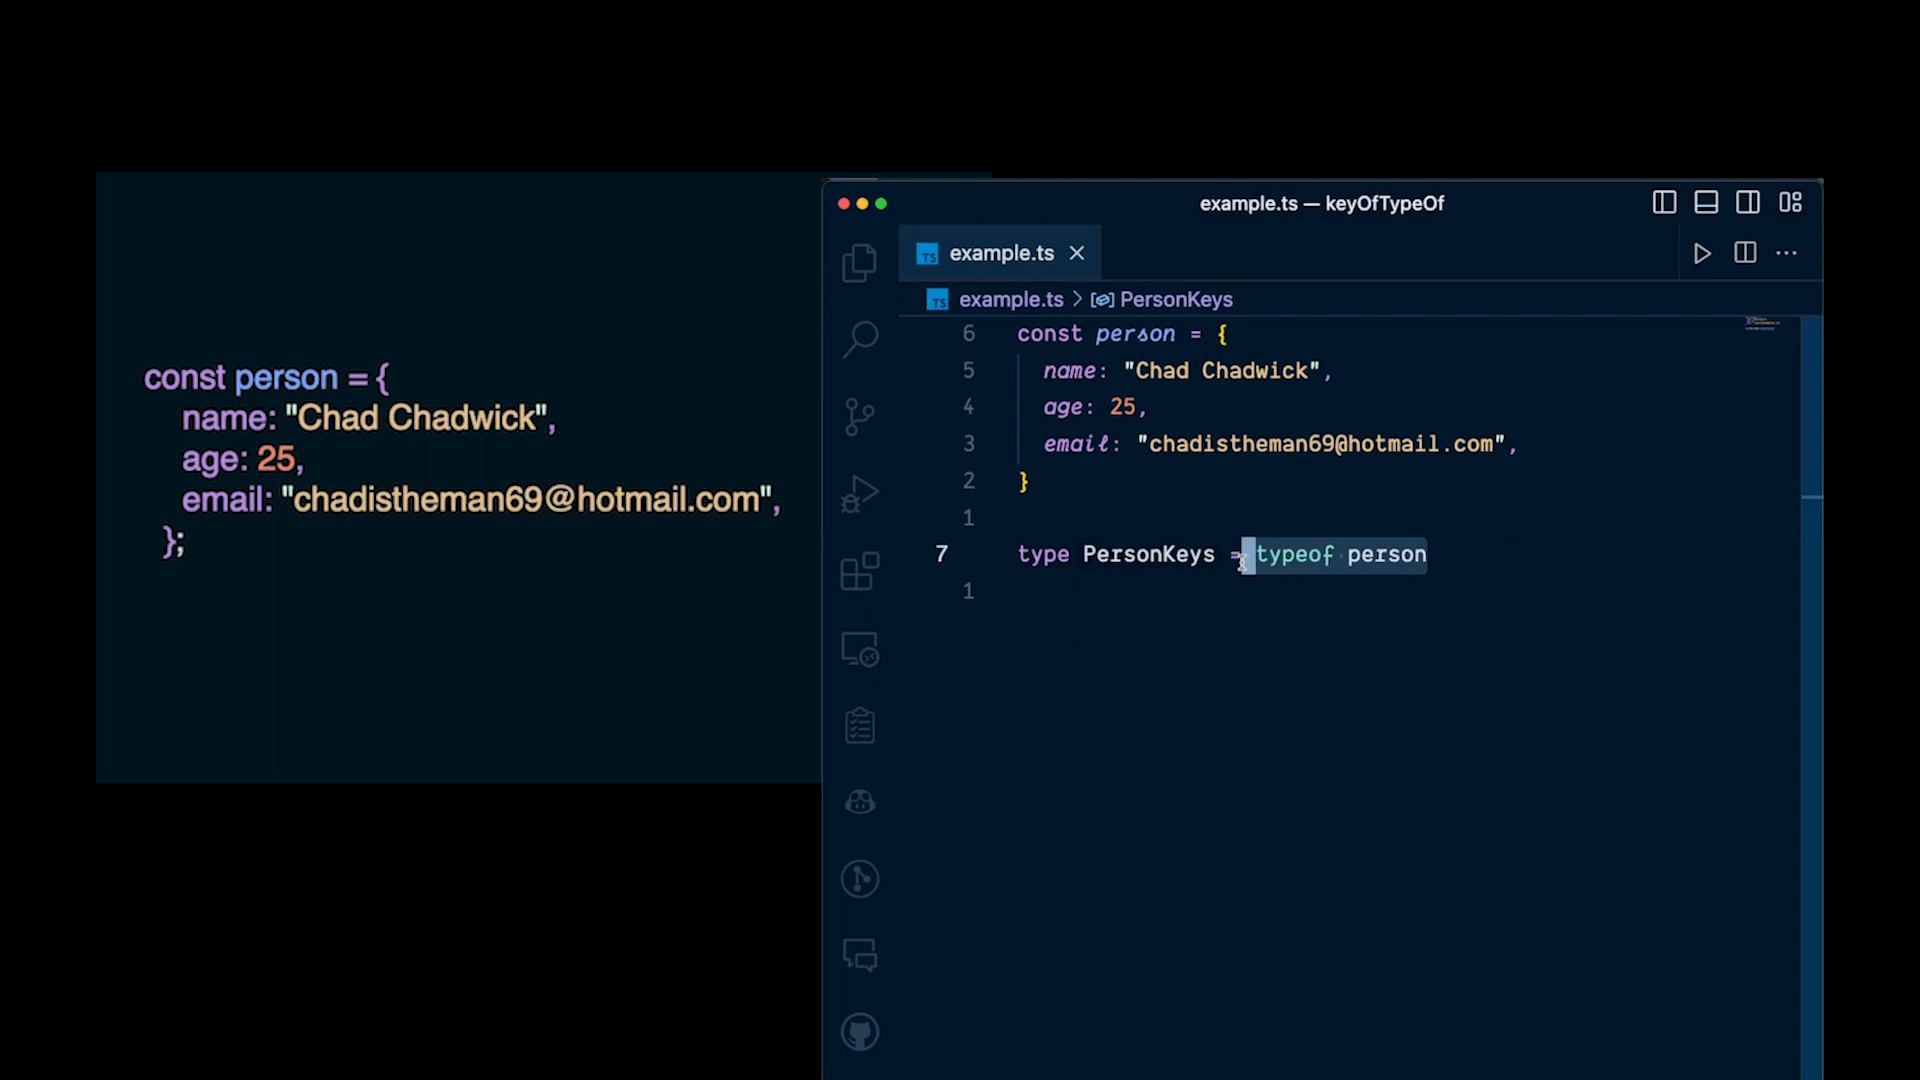 const person = {
name: "Chad Chadwick",
age: 25,
email: "chadistheman69@hotmail.com",
};
example.ts — keyOfTypeOf
TS example.ts
TS example.ts > PersonKeys
6 const person = {
5 name: "Chad Chadwick",
4 age: 25,
3 email: "chadistheman69@hotmail.com",
2 }
1
7 type PersonKeys = typeof person
1